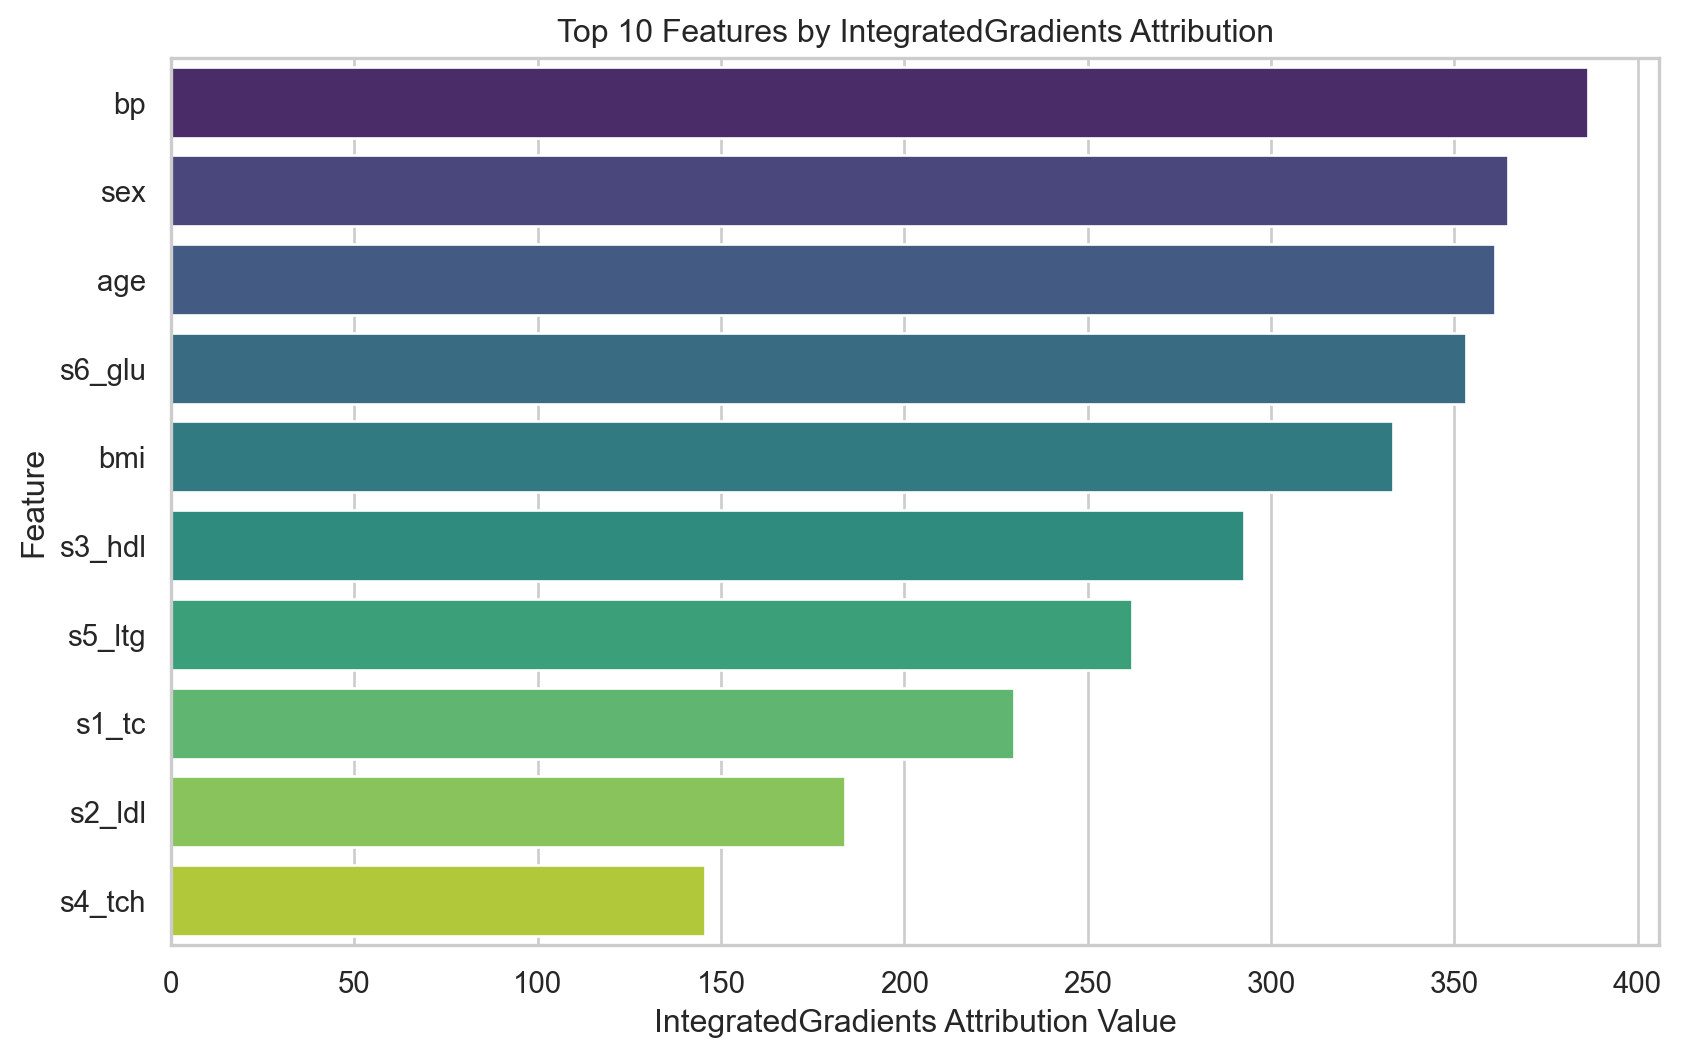 Top 10 Features by IntegratedGradients Attribution
Feature
bp
sex
age
s6_glu
bmi
s3_hdl
s5_ltg
s1_tc
s2_ldl
s4_tch
0 50 100 150 200 250 300 350 400
IntegratedGradients Attribution Value